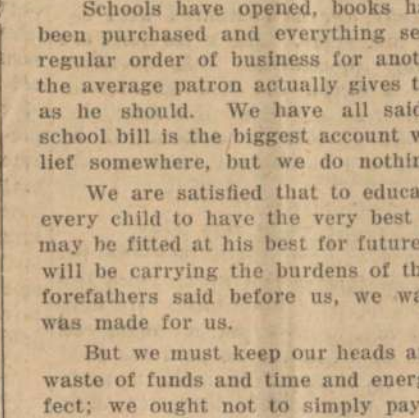 Schools have opened, books ha
been purchased and everything se
regular order of business for anot
the average patron actually gives t
as he should. We have all said
school bill is the biggest account w
lief somewhere, but we do nothin
We are satisfied that to educa
every child to have the very best
may be fitted at his best for future
will be carrying the burdens of th
forefathers said before us, we wa
was made for us.
But we must keep our heads a
waste of funds and time and energ
fect; we ought not to simply pay